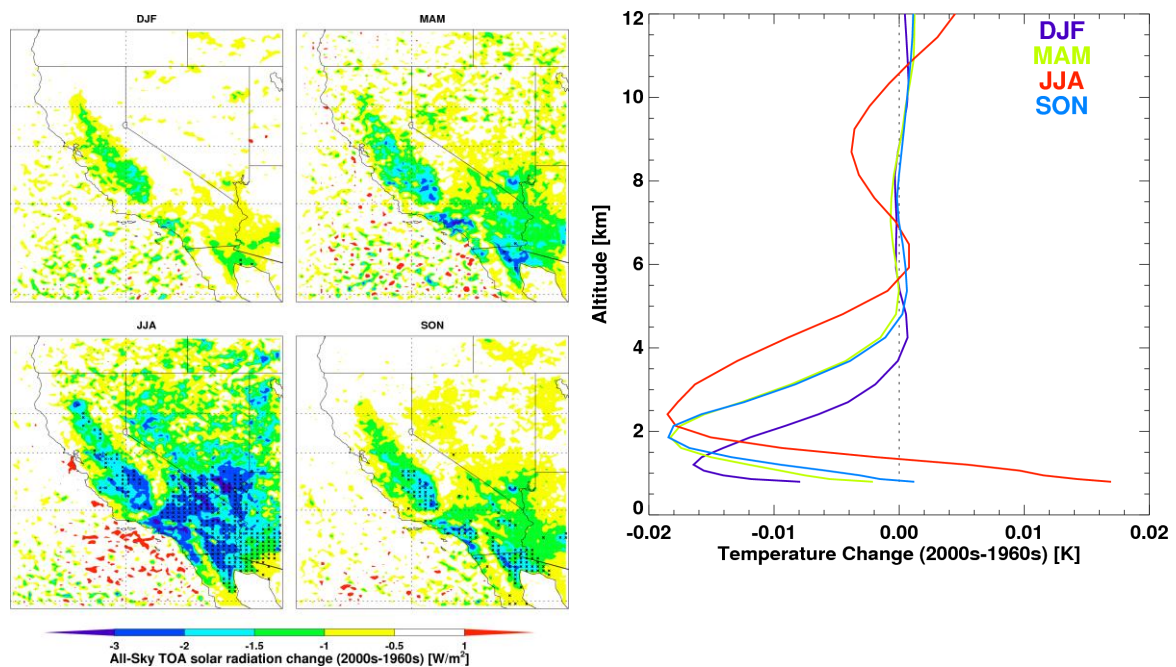 DJF
MAM
JJA
SON
-3 -2 -1.5 -1 -0.5 1
All-Sky TOA solar radiation change (2000s-1960s) [W/m²]
12
10
8
6
4
2
0
Altitude [km]
DJF
MAM
JJA
SON
-0.02 -0.01 0.00 0.01 0.02
Temperature Change (2000s-1960s) [K]